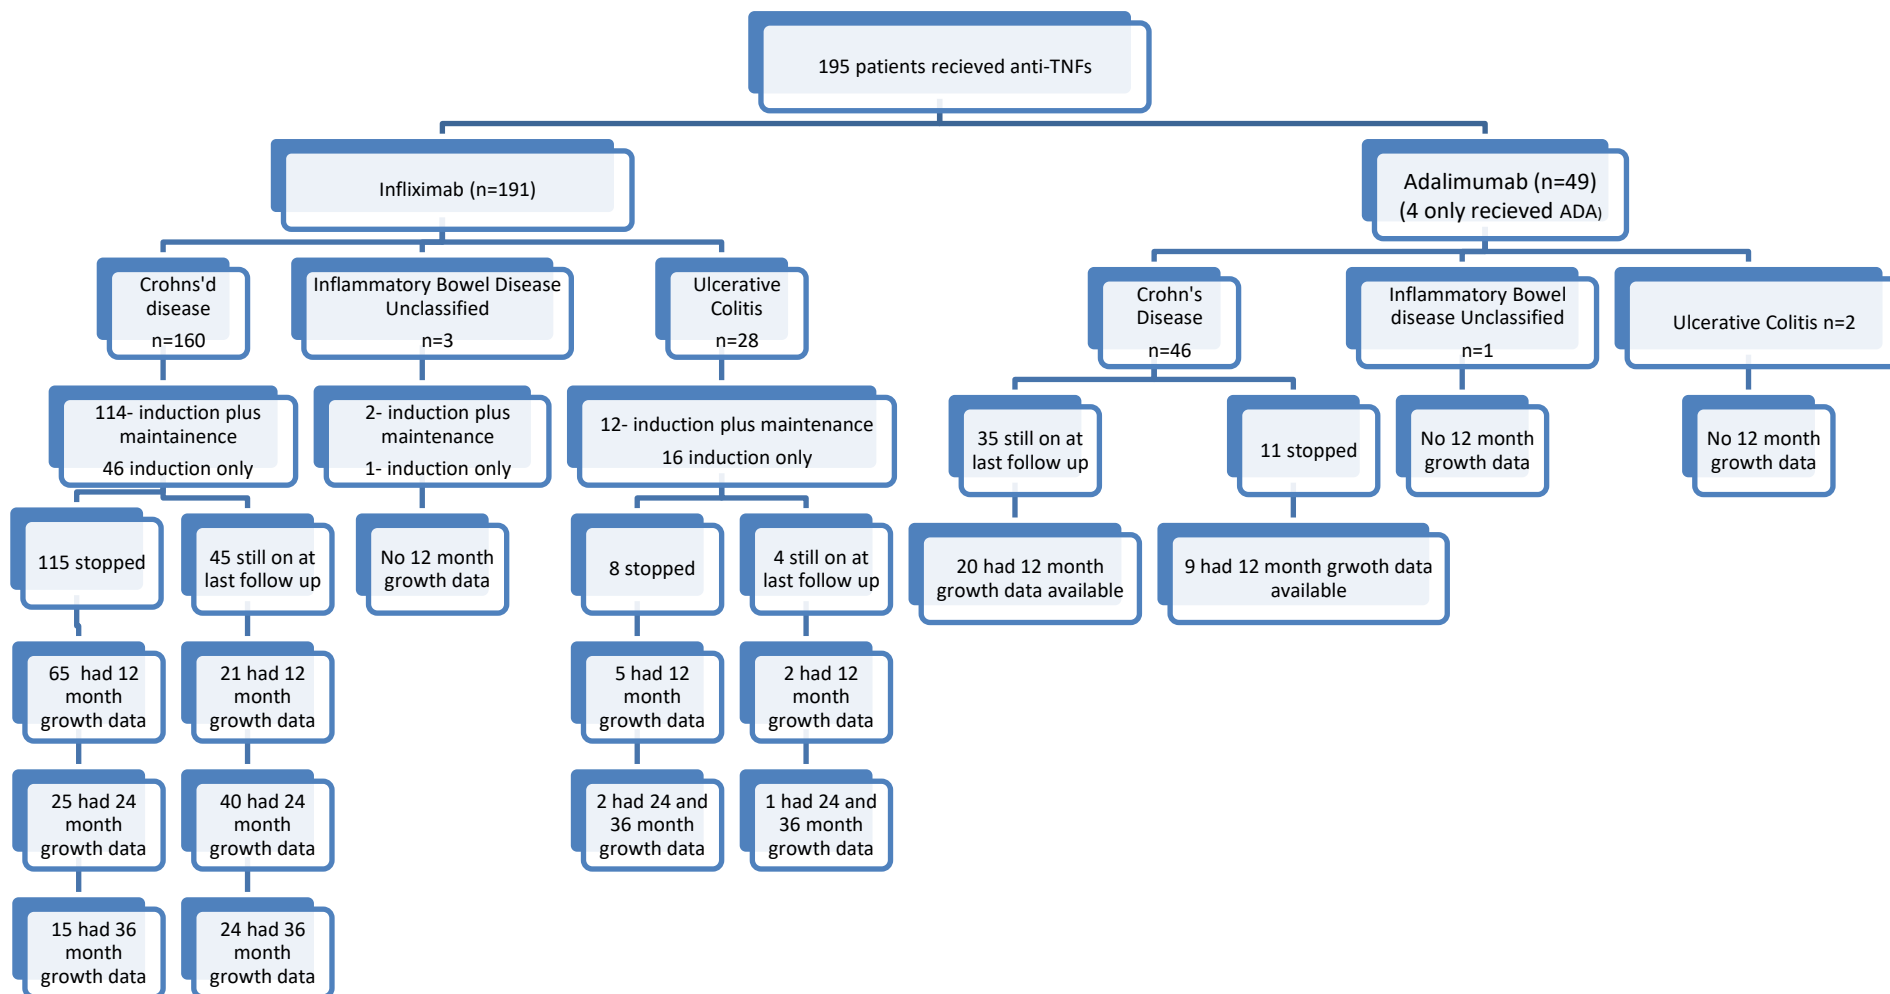 195 patients recieved anti-TNFs
Infliximab (n=191)
Adalimumab (n=49)
(4 only recieved ADA)
Crohns'd
disease
n=160
Inflammatory Bowel Disease
Unclassified
n=3
Ulcerative
Colitis
n=28
Crohn's
Disease
n=46
Inflammatory Bowel
disease Unclassified
n=1
Ulcerative Colitis n=2
114- induction plus
maintainence
46 induction only
2- induction plus
maintenance
1- induction only
12- induction plus maintenance
16 induction only
35 still on at
last follow up
11 stopped
No 12 month
growth data
No 12 month
growth data
115 stopped
45 still on at
last follow up
No 12 month
growth data
8 stopped
4 still on at
last follow up
20 had 12 month
growth data available
9 had 12 month grwoth data
available
65 had 12
month
growth data
21 had 12
month
growth data
5 had 12
month
growth data
2 had 12
month
growth data
25 had 24
month
growth data
40 had 24
month
growth data
2 had 24 and
36 month
growth data
1 had 24 and
36 month
growth data
15 had 36
month
growth data
24 had 36
month
growth data